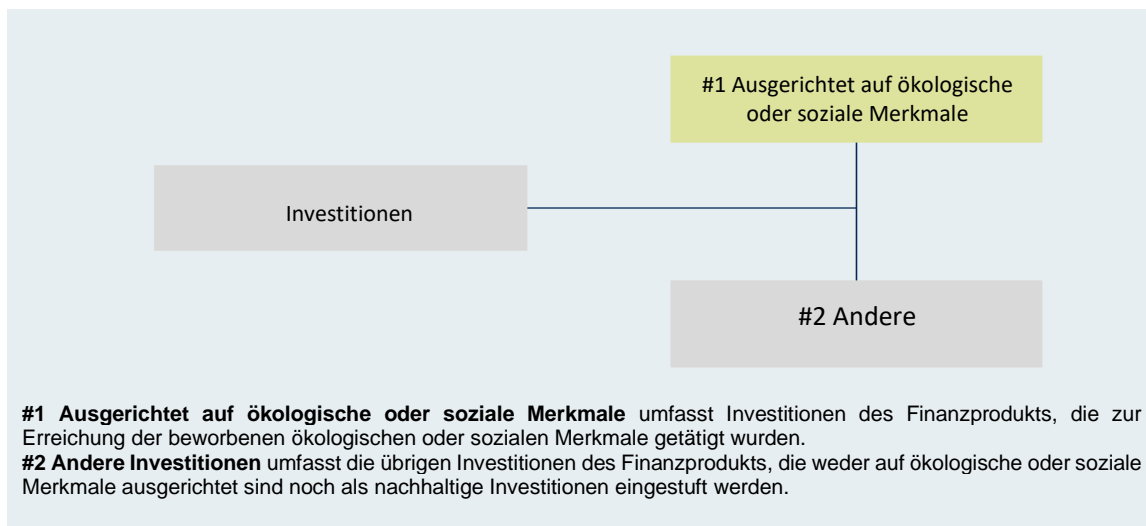 #1 Ausgerichtet auf ökologische
oder soziale Merkmale
Investitionen
#2 Andere
#1 Ausgerichtet auf ökologische oder soziale Merkmale umfasst Investitionen des Finanzprodukts, die zur
Erreichung der beworbenen ökologischen oder sozialen Merkmale getätigt wurden.
#2 Andere Investitionen umfasst die übrigen Investitionen des Finanzprodukts, die weder auf ökologische oder soziale
Merkmale ausgerichtet sind noch als nachhaltige Investitionen eingestuft werden.